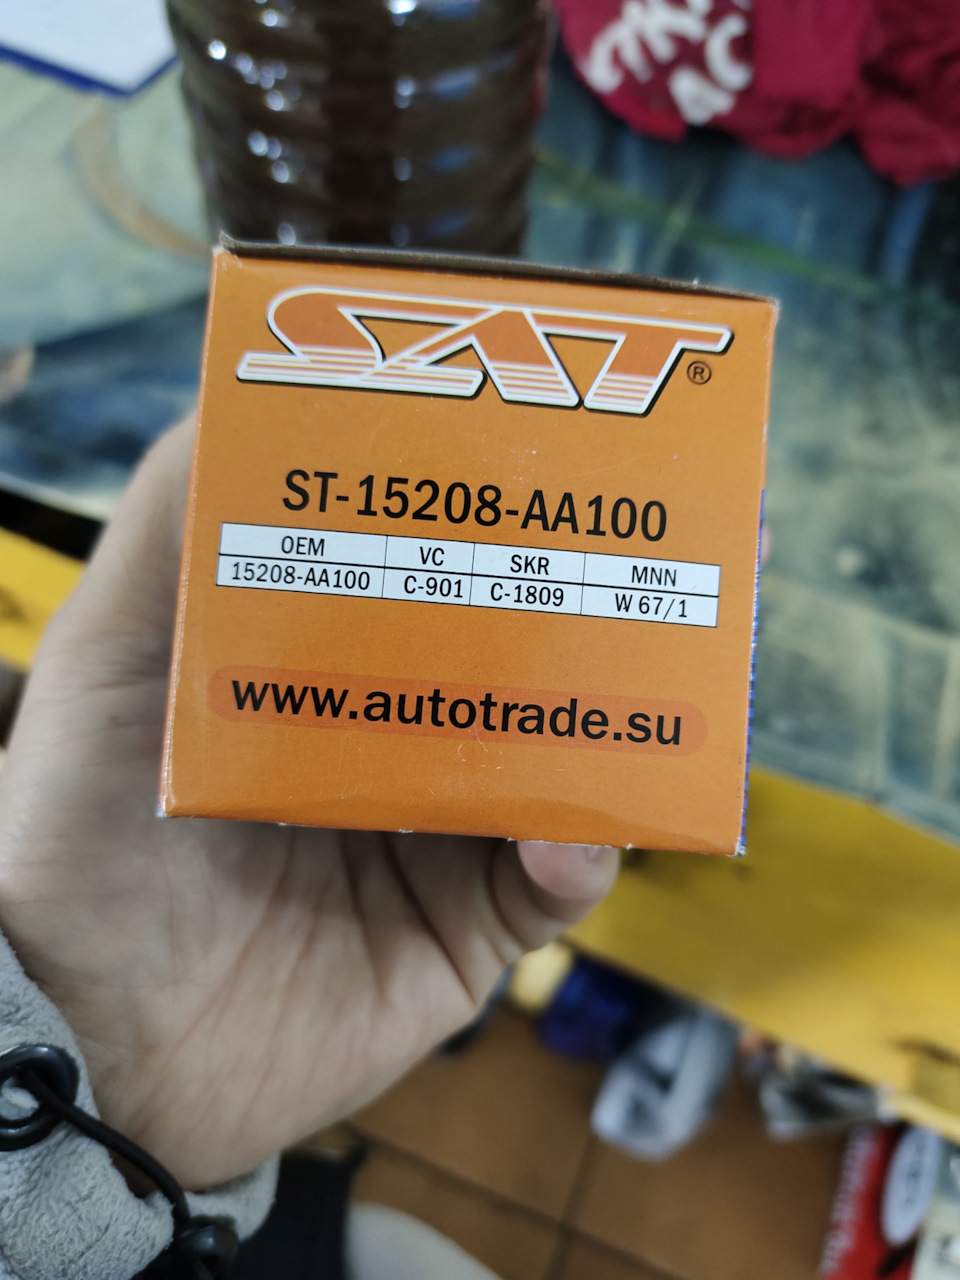 SAT®
ST-15208-AA100
OEM VC SKR MNN
15208-AA100 C-901 C-1809 W 67/1
www.autotrade.su